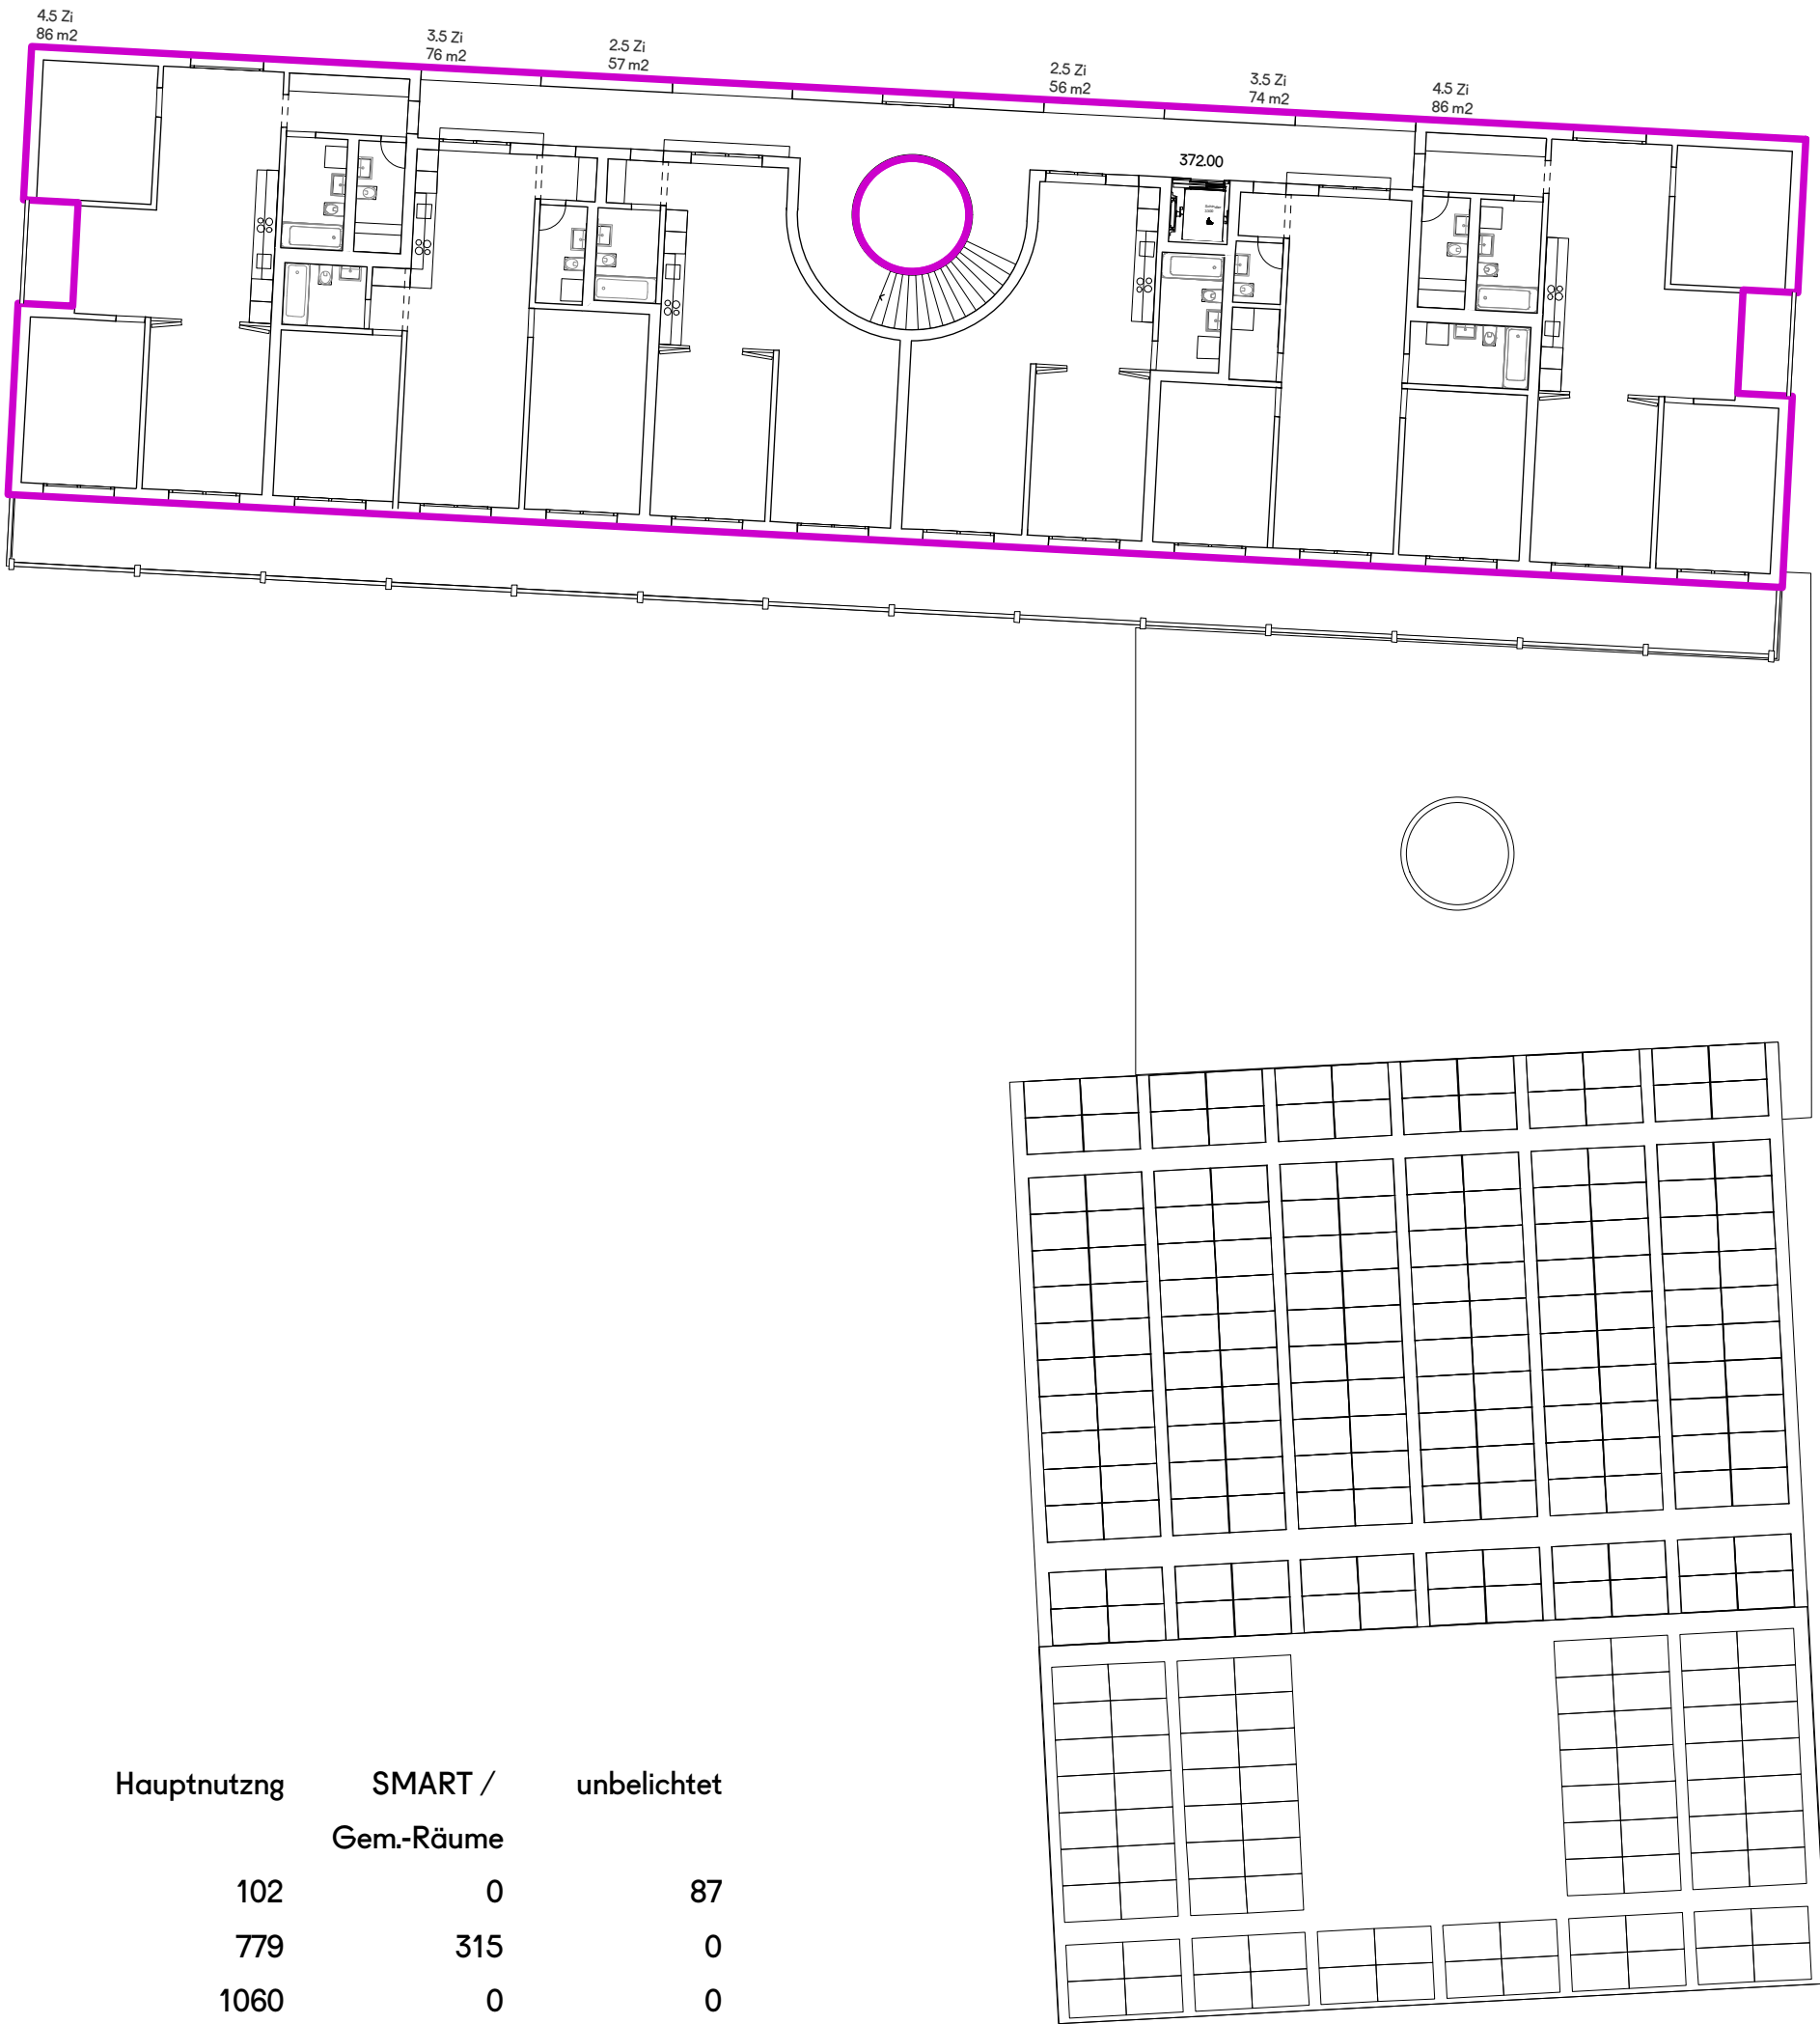 4.5 Zi
86 m2
3.5 Zi
76 m2
2.5 Zi
57 m2
2.5 Zi
56 m2
3.5 Zi
74 m2
4.5 Zi
86 m2
372.00
Hauptnutzng SMART / unbelichtet
Gem.-Räume
102 0 87
779 315 0
1060 0 0